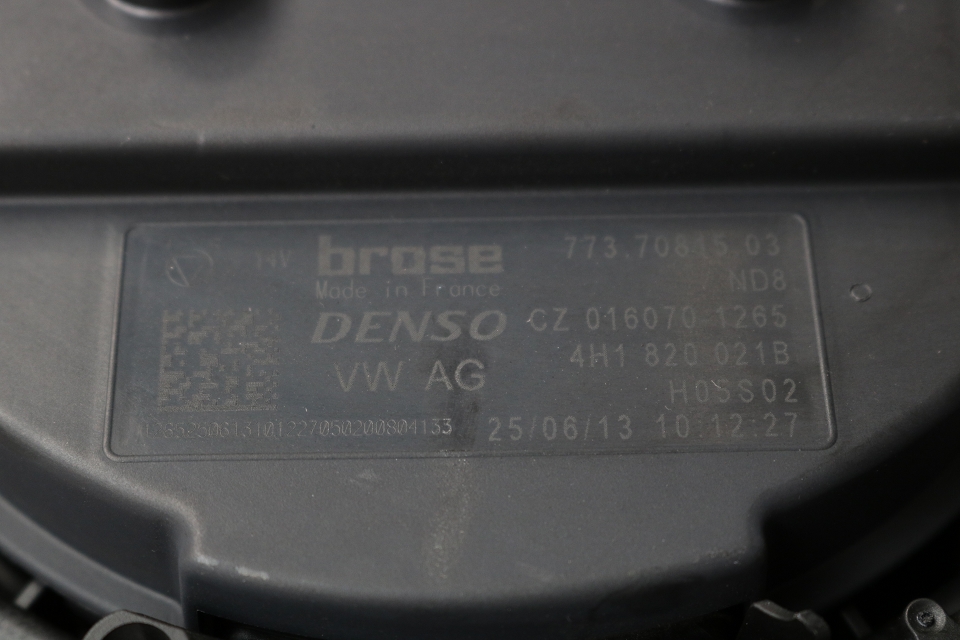 HV brose 773.70815.03
Made in France ND8
DENSO CZ 016070-1265
VW AG 4H1 820 021B
H0SS02
25/06/13 10:12:27